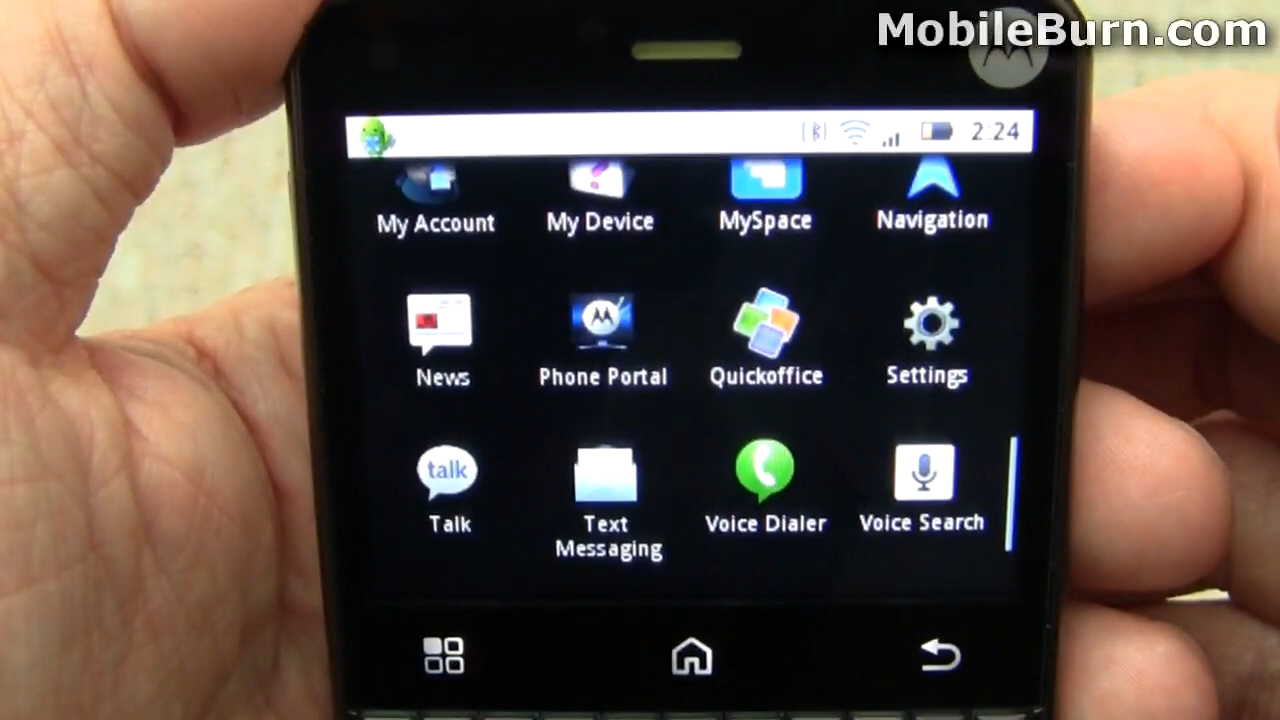 MobileBurn.com
2:24
My Account My Device MySpace Navigation
News Phone Portal Quickoffice Settings
talk
Talk Text Messaging Voice Dialer Voice Search